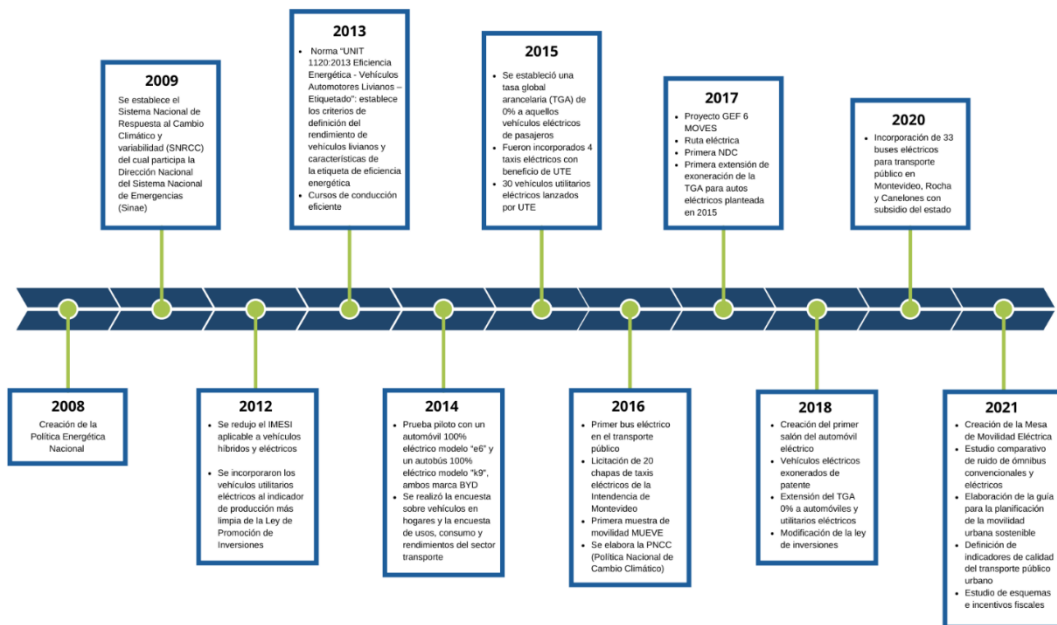 2009
Se establece el
Sistema Nacional de
Respuesta al Cambio
Climático y
variabilidad (SNRCC)
del cual participa la
Dirección Nacional
del Sistema Nacional
de Emergencias
(Sinae)
2013
• Norma "UNIT
1120:2013 Eficiencia
Energética - Vehículos
Automotores Livianos –
Etiquetado": establece
los criterios de
definición del
rendimiento de
vehículos livianos y
características de
la etiqueta de eficiencia
energética
• Cursos de conducción
eficiente
2015
• Se estableció una
tasa global
arancelaria (TGA) de
0% a aquellos
vehículos eléctricos
de pasajeros
• Fueron incorporados 4
taxis eléctricos con
beneficio de UTE
• 30 vehículos utilitarios
eléctricos lanzados
por UTE
2017
• Proyecto GEF 6
MOVES
• Ruta eléctrica
• Primera NDC
• Primera extensión de
exoneración de la
TGA para autos
eléctricos planteada
en 2015
2020
• Incorporación de 33
buses eléctricos
para transporte
público en
Montevideo, Rocha
y Canelones con
subsidio del estado
2008
Creación de la
Política Energética
Nacional
2012
• Se redujo el IMESI
aplicable a vehículos
híbridos y eléctricos
• Se incorporaron los
vehículos utilitarios
eléctricos al indicador
de producción más
limpia de la Ley de
Promoción de
Inversiones
2014
• Prueba piloto con un
automóvil 100%
eléctrico modelo "e6" y
un autobús 100%
eléctrico modelo "k9",
ambos marca BYD
• Se realizó la encuesta
sobre vehículos en
hogares y la encuesta
de usos, consumo y
rendimientos del sector
transporte
2016
• Primer bus eléctrico
en el transporte
público
• Licitación de 20
chapas de taxis
eléctricos de la
Intendencia de
Montevideo
• Primera muestra de
movilidad MUEVE
• Se elabora la PNCC
(Política Nacional de
Cambio Climático)
2018
• Creación del primer
salón del automóvil
eléctrico
• Vehículos eléctricos
exonerados de
patente
• Extensión del TGA
0% a automóviles y
utilitarios eléctricos
• Modificación de la ley
de inversiones
2021
• Creación de la Mesa
de Movilidad Eléctrica
• Estudio comparativo
de ruido de ómnibus
convencionales y
eléctricos
• Elaboración de la guía
para la planificación
de la movilidad
urbana sostenible
• Definición de
indicadores de calidad
del transporte público
urbano
• Estudio de esquemas
e incentivos fiscales